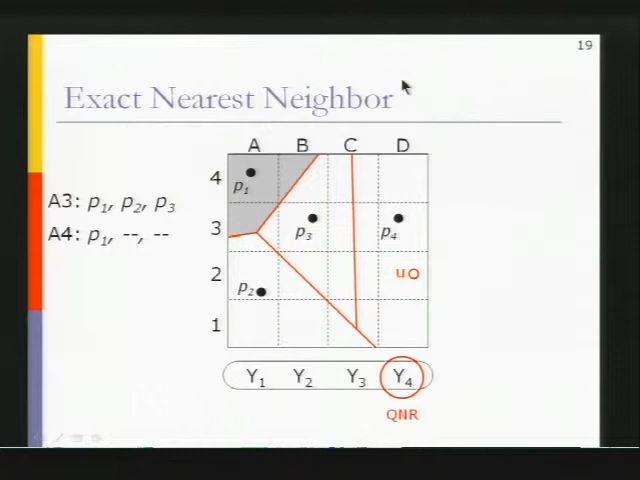 19
Exact Nearest Neighbor
A B C D
4
p1
A3: p1, p2, p3
3
p3
p4
A4: p1, --, --
2
u
p2
1
Y1 Y2 Y3 Y4
QNR